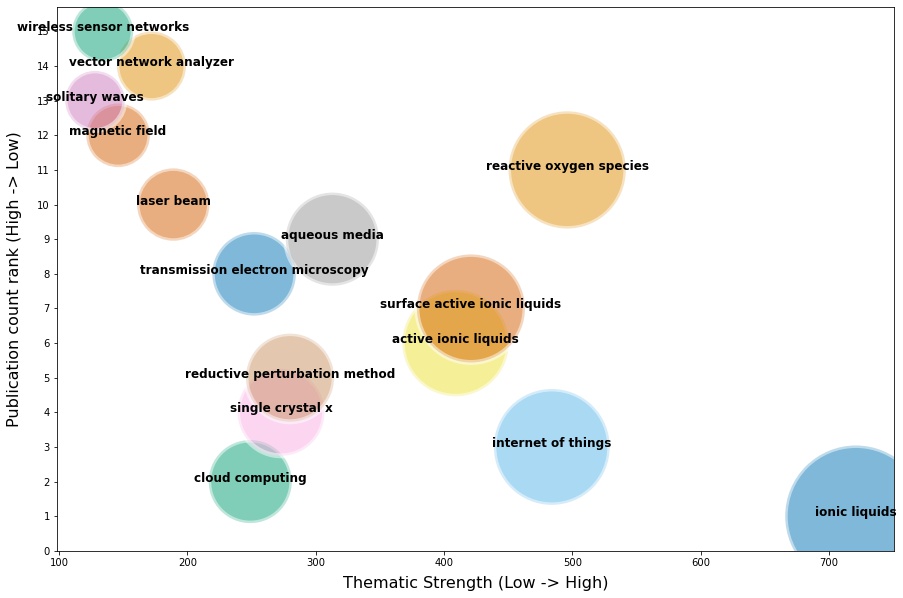 wireless sensor networks
15
vector network analyzer
14
solitary waves
13
magnetic field
12
reactive oxygen species
11
laser beam
10
aqueous media
9
transmission electron microscopy
8
surface active ionic liquids
7
active ionic liquids
6
reductive perturbation method
5
single crystal x
4
internet of things
3
cloud computing
2
ionic liquids
1
0
100 200 300 400 500 600 700
Thematic Strength (Low -> High)
Publication count rank (High -> Low)